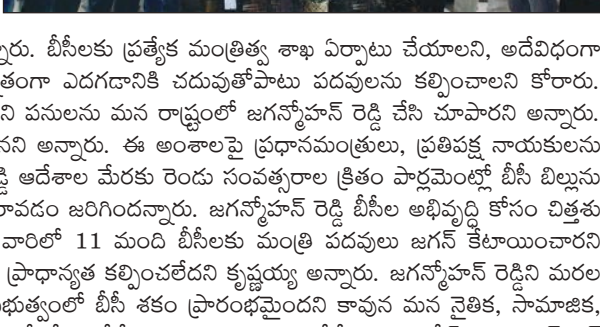 న్నారు. బీసీలకు ప్రత్యేక మంత్రిత్వ శాఖ ఏర్పాటు చేయాలని, అదేవిధంగా
తంగా ఎదగడానికి చదువుతోపాటు పదవులను కల్పించాలని కోరారు.
ని పనులను మన రాష్ట్రంలో జగన్మోహన్ రెడ్డి చేసి చూపారని అన్నారు.
నని అన్నారు. ఈ అంశాలపై ప్రధానమంత్రులు, ప్రతిపక్ష నాయకులను
డ్డి ఆదేశాల మేరకు రెండు సంవత్సరాల క్రితం పార్లమెంట్లో బీసీ బిల్లును
రావడం జరిగిందన్నారు. జగన్మోహన్ రెడ్డి బీసీల అభివృద్ధి కోసం చిత్తశు
వారిలో 11 మంది బీసీలకు మంత్రి పదవులు జగన్ కేటాయించారని
ప్రాధాన్యత కల్పించలేదని కృష్ణయ్య అన్నారు. జగన్మోహన్ రెడ్డిని మరల
భుత్వంలో బీసీ శకం ప్రారంభమైందని కావున మన నైతిక, సామాజిక,